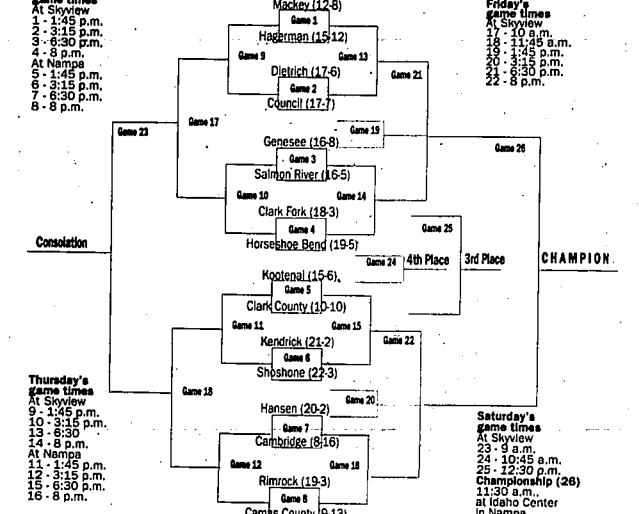 game times
At Skyview
1 - 1:45 p.m.
2 - 3:15 p.m.
3 - 6:30 p.m.
4 - 8 p.m.
At Nampa
5 - 1:45 p.m.
6 - 3:15 p.m.
7 - 6:30 p.m.
8 - 8 p.m.
Mackey (12-8)
Game 1
Hagerman (15-12)
Game 9
Game 13
Dietrich (17-6)
Game 2
Council (17-7)
Game 21
Game 23
Game 17
Game 19
Genesee (16-8)
Game 3
Salmon River (16-5)
Game 10
Game 14
Clark Fork (18-3)
Game 4
Horseshoe Bend (19-5)
Friday's
game times
At Skyview
17 - 10 a.m.
18 - 11:45 a.m.
19 - 1:45 p.m.
20 - 3:15 p.m.
21 - 6:30 p.m.
22 - 8 p.m.
Game 26
Game 25
Consolation
Game 24
4th Place
3rd Place
CHAMPION
Kootenai (15-6)
Game 5
Clark County (10-10)
Game 11
Game 15
Kendrick (21-2)
Game 6
Shoshone (22-3)
Game 22
Game 18
Game 20
Hansen (20-2)
Game 7
Cambridge (8-16)
Game 12
Game 16
Rimrock (19-3)
Game 8
Camas County (9-13)
Thursday's
game times
At Skyview
9 - 1:45 p.m.
10 - 3:15 p.m.
13 - 6:30
14 - 8 p.m.
At Nampa
11 - 1:45 p.m.
12 - 3:15 p.m.
15 - 6:30 p.m.
16 - 8 p.m.
Saturday's
game times
At Skyview
23 - 9 a.m.
24 - 10:45 a.m.
25 - 12:30 p.m.
Championship (26)
11:30 a.m.,
at Idaho Center
in Nampa